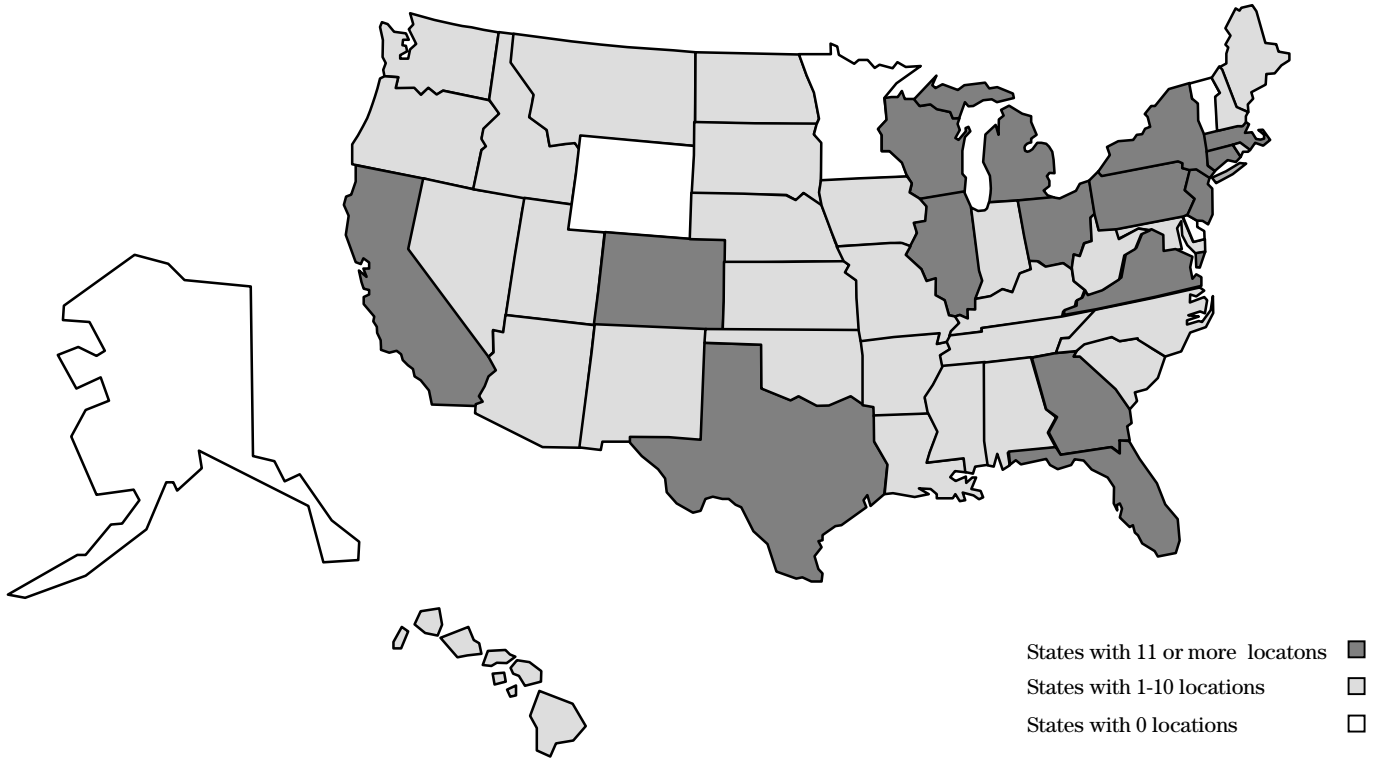 States with 11 or more locatons
States with 1-10 locations
States with 0 locations